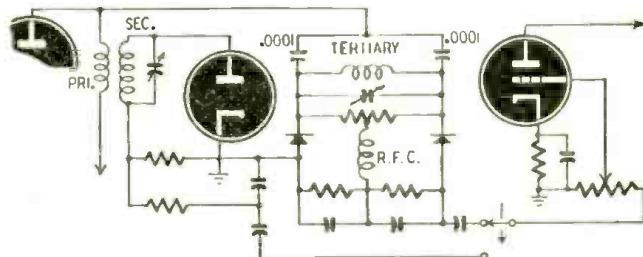 SEC.
.0001
TERTIARY
.0001
PRI.
R.F.C.